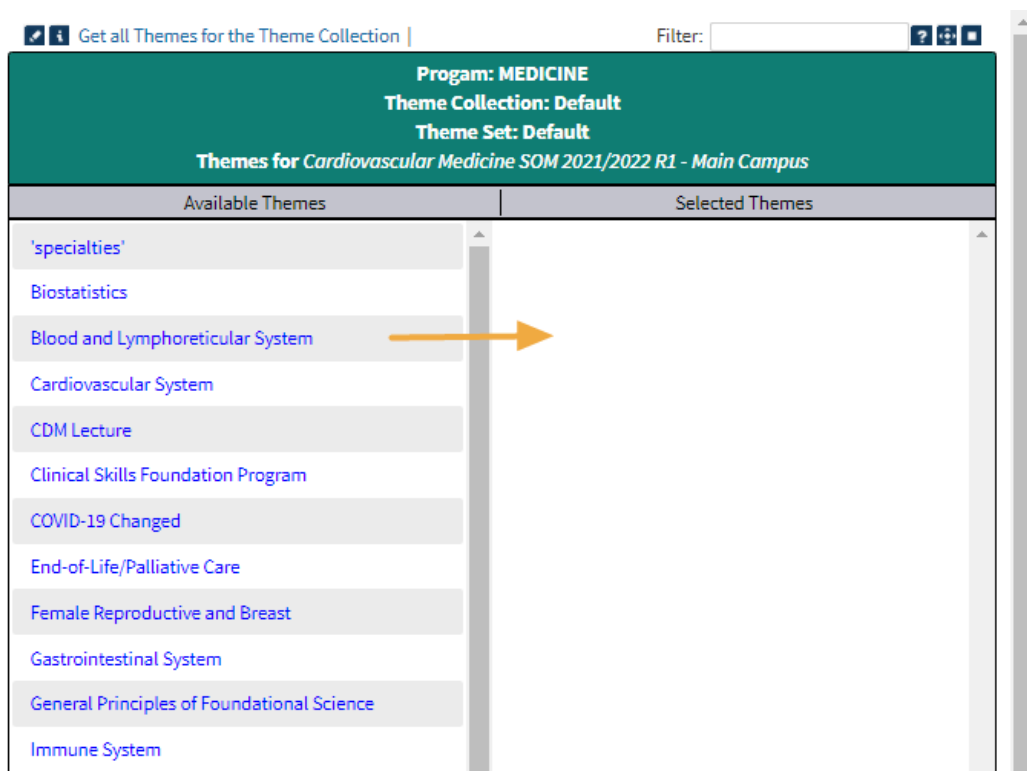 Get all Themes for the Theme Collection | Filter:
Progam: MEDICINE
Theme Collection: Default
Theme Set: Default
Themes for Cardiovascular Medicine SOM 2021/2022 R1 - Main Campus
Available Themes Selected Themes
'specialties'
Biostatistics
Blood and Lymphoreticular System
Cardiovascular System
CDM Lecture
Clinical Skills Foundation Program
COVID-19 Changed
End-of-Life/Palliative Care
Female Reproductive and Breast
Gastrointestinal System
General Principles of Foundational Science
Immune System